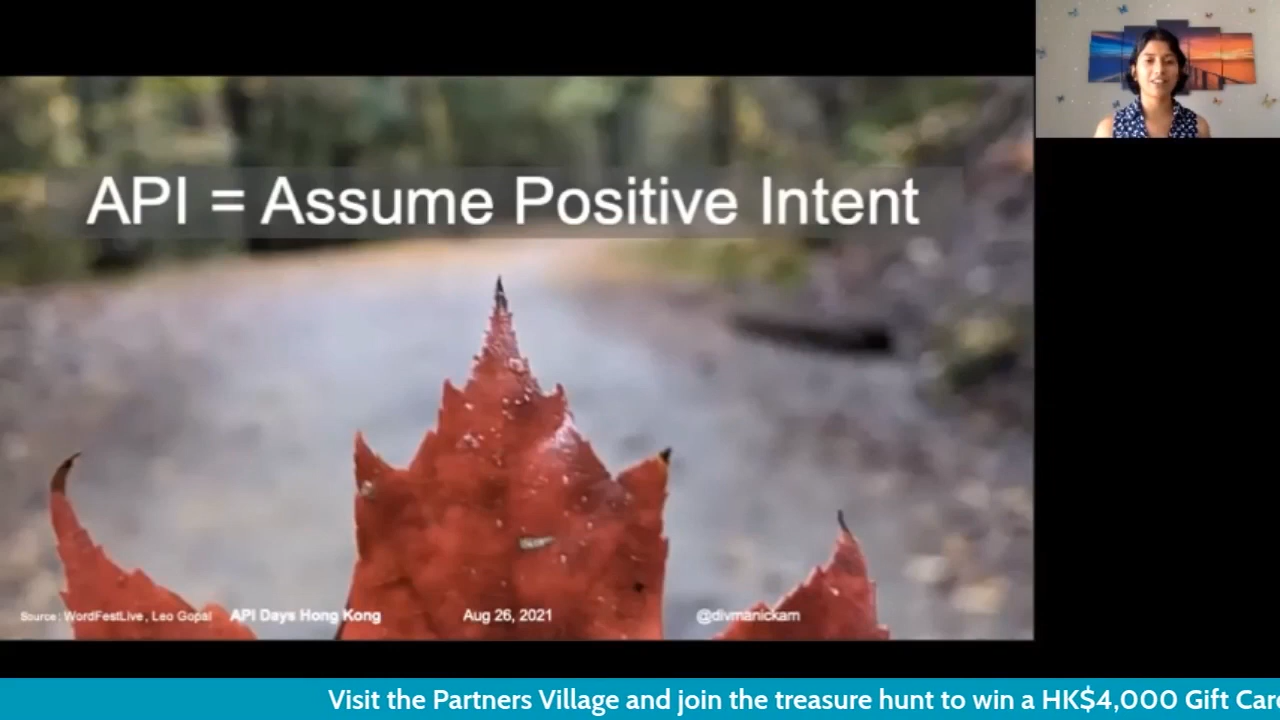 API = Assume Positive Intent
Source: WordFestLive, Leo Gopal API Days Hong Kong Aug 26, 2021 @divmanickam
Visit the Partners Village and join the treasure hunt to win a HK$4,000 Gift Card